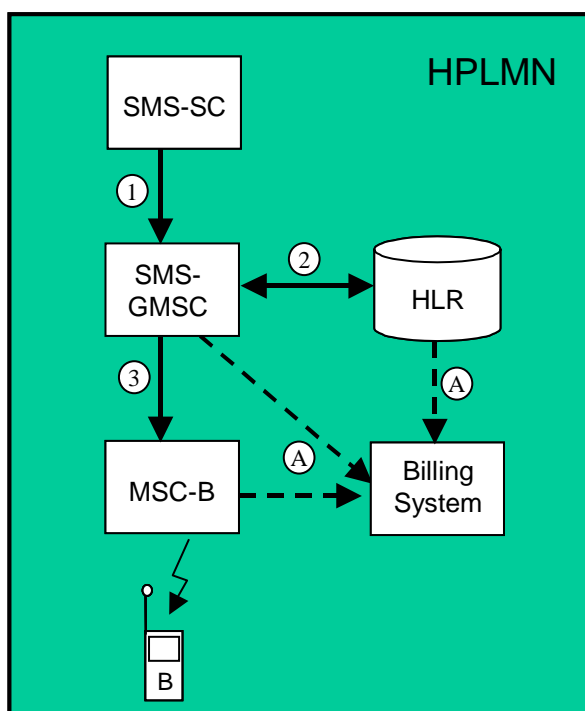 HPLMN
SMS-SC
1
SMS-
GMSC
2
HLR
3
A
A
MSC-B
Billing
System
B